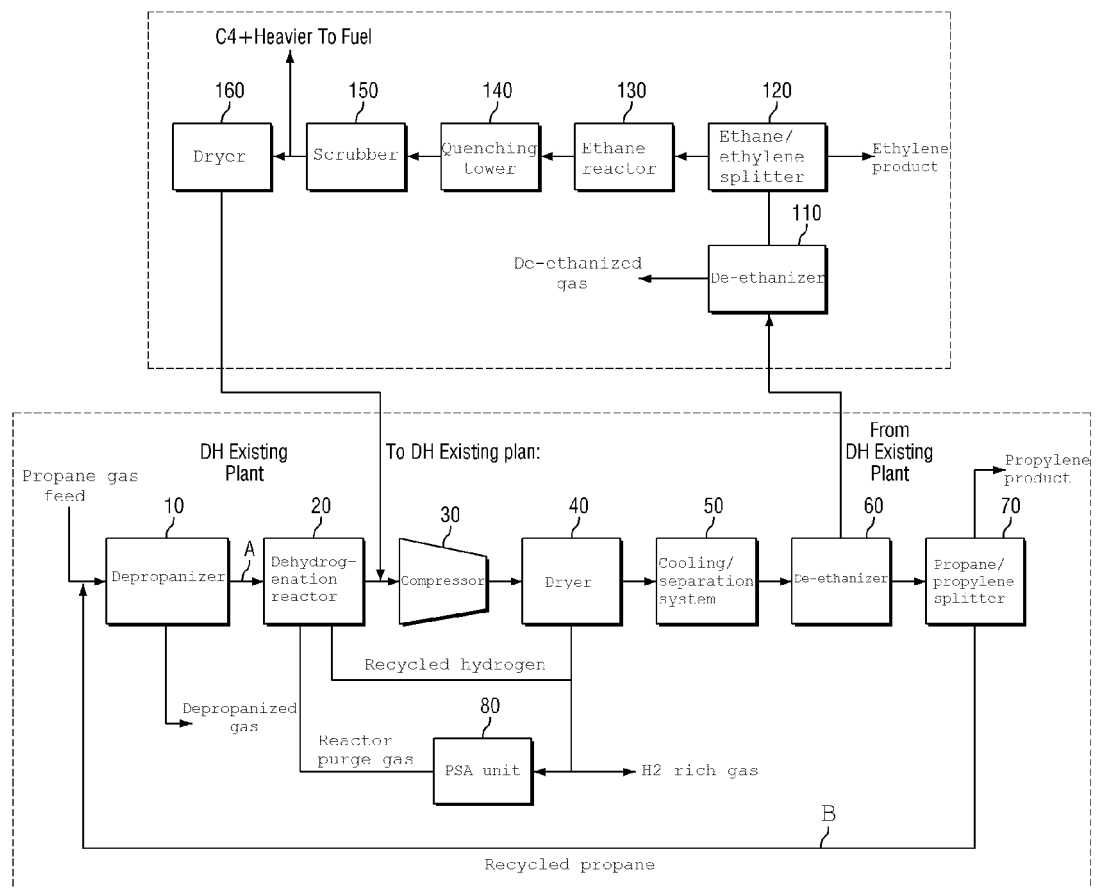 C4+Heavier To Fuel
160
150
140
130
120
Dryer
Scrubber
Quenching
tower
Ethane
reactor
Ethane/
ethylene
splitter
Ethylene
product
110
De-ethanized
gas
De-ethanizer
DH Existing
Plant
To DH Existing plan:
From
DH Existing
Plant
Propane gas
feed
Propylene
product
10
A
20
30
40
50
60
70
Depropanizer
Dehydrog-
enation
reactor
Compressor
Dryer
Cooling/
separation
system
De-ethanizer
Propane/
propylene
splitter
Recycled hydrogen
Depropanized
gas
Reactor
purge gas
80
PSA unit
H2 rich gas
B
Recycled propane